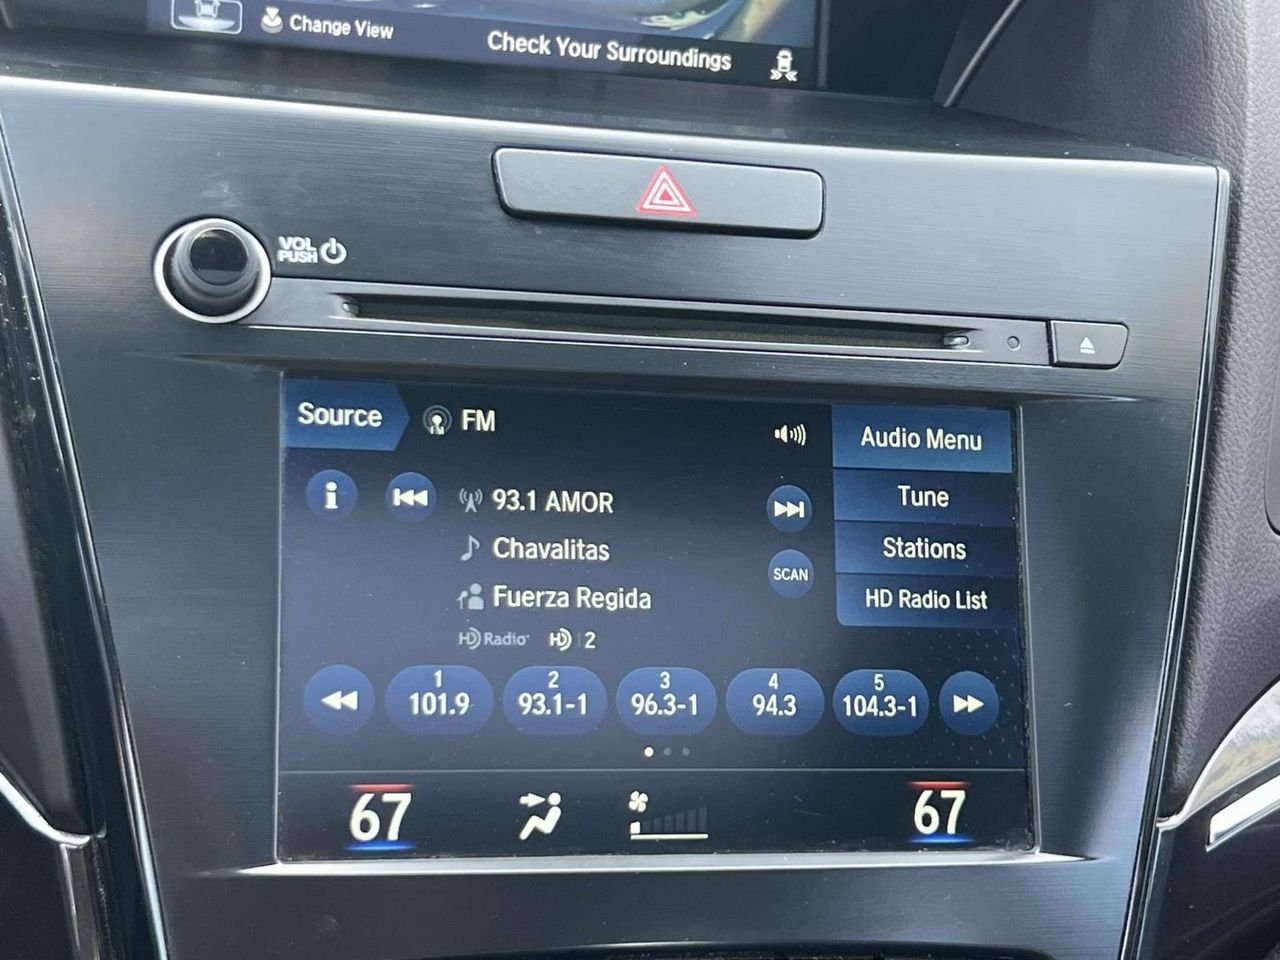 Change View
Check Your Surroundings
VOL
PUSH
Source
FM
Audio Menu
93.1 AMOR
Tune
Chavalitas
Stations
SCAN
Fuerza Regida
HD Radio List
HD Radio HD 2
1
101.9
2
93.1-1
3
96.3-1
4
94.3
5
104.3-1
67
67